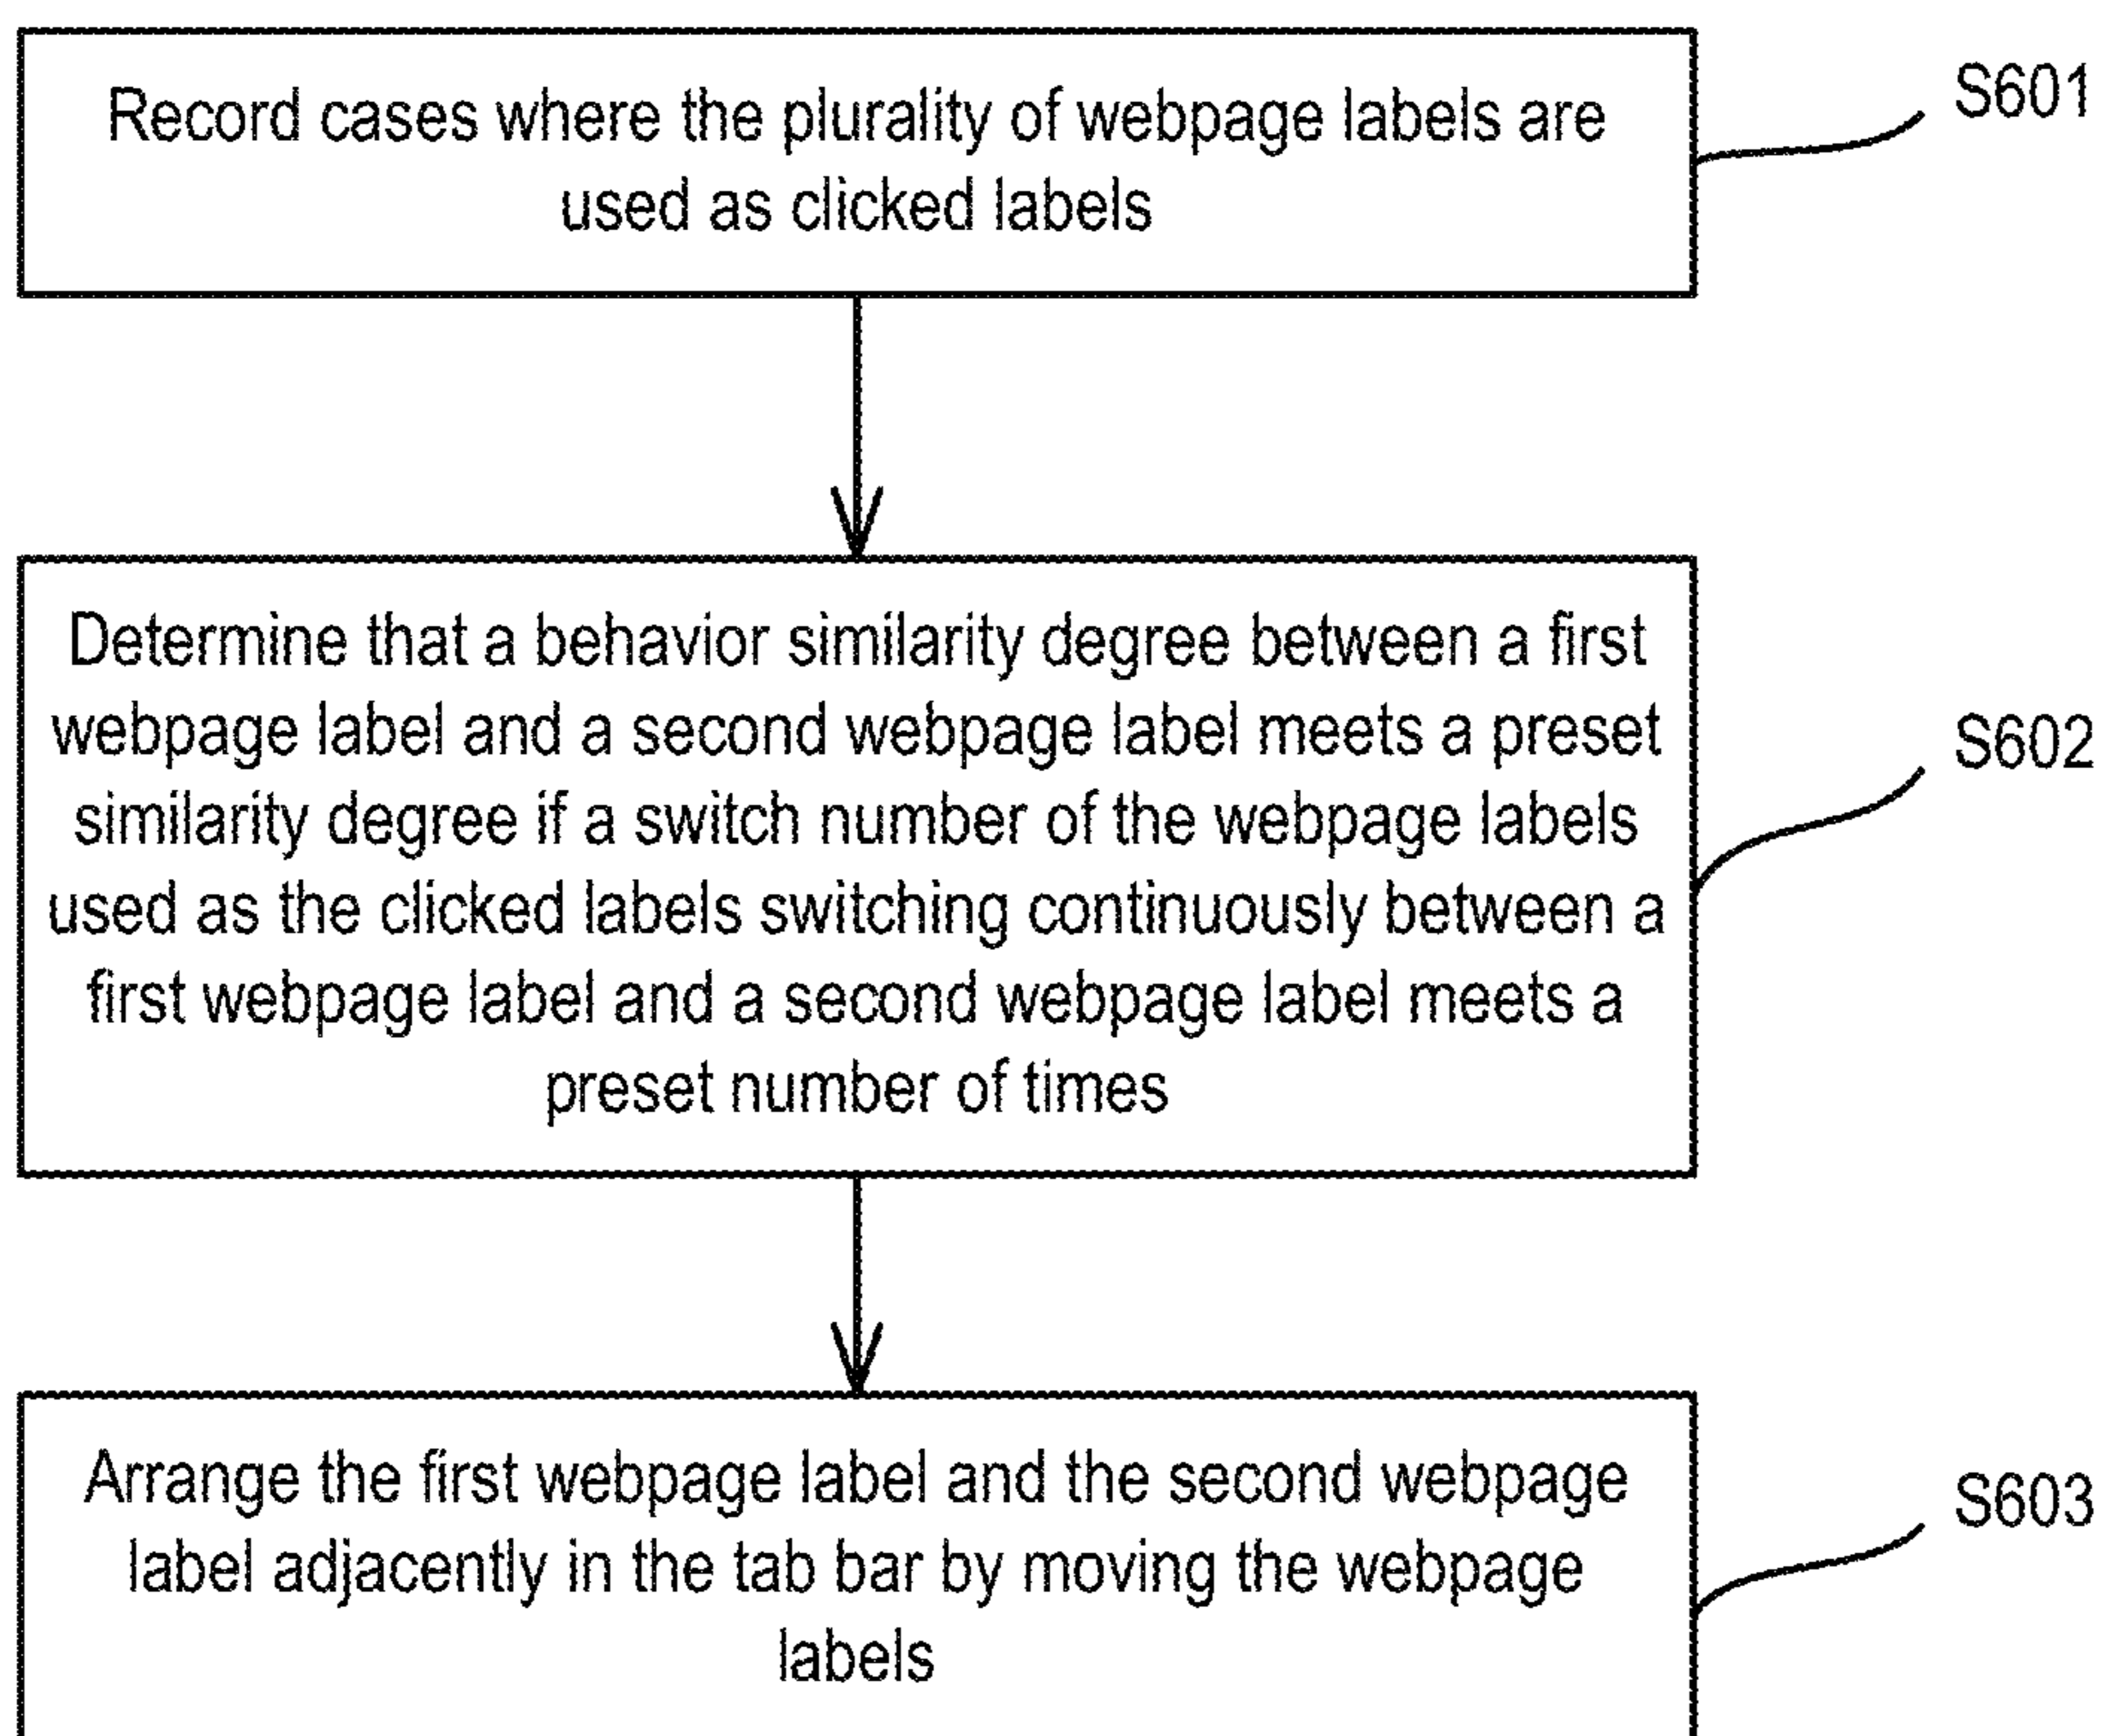 Record cases where the plurality of webpage labels are
used as clicked labels
S601
Determine that a behavior similarity degree between a first
webpage label and a second webpage label meets a preset
similarity degree if a switch number of the webpage labels
used as the clicked labels switching continuously between a
first webpage label and a second webpage label meets a
preset number of times
S602
Arrange the first webpage label and the second webpage
label adjacently in the tab bar by moving the webpage
labels
S603